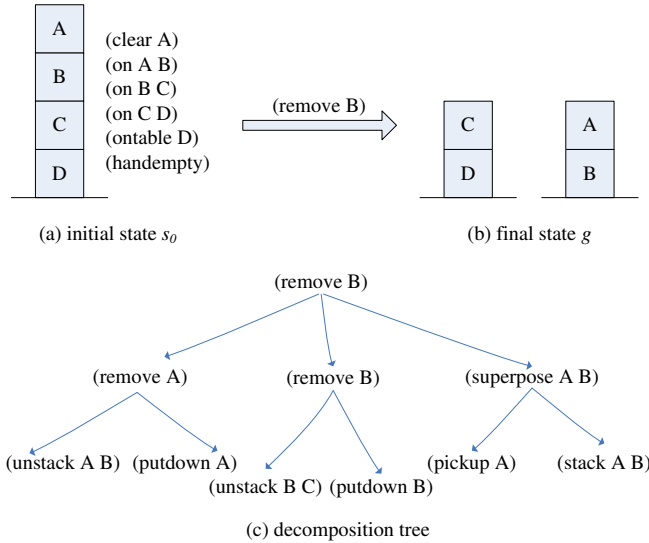 A
B
C
D
(clear A)
(on A B)
(on B C)
(on C D)
(ontable D)
(handempty)
(remove B)
C
D
A
B
(a) initial state s0
(b) final state g
(remove B)
(remove A)
(remove B)
(superpose A B)
(unstack A B)
(putdown A)
(unstack B C)
(putdown B)
(pickup A)
(stack A B)
(c) decomposition tree